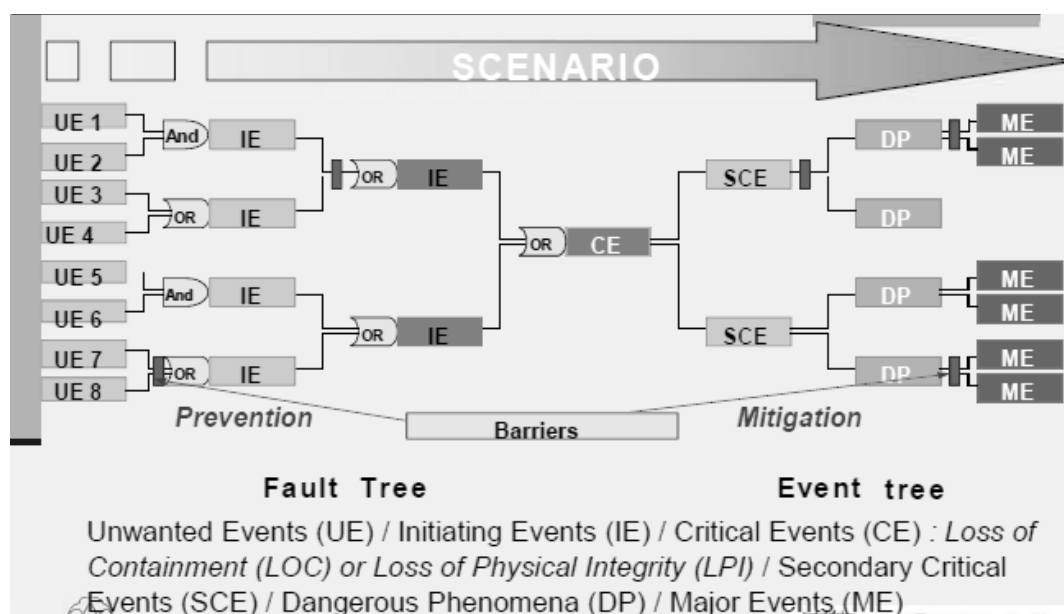 SCENARIO
UE 1
And
IE
DP
ME
UE 2
ME
OR
IE
SCE
UE 3
OR
IE
DP
UE 4
OR
CE
UE 5
And
IE
DP
ME
UE 6
ME
OR
IE
SCE
UE 7
OR
IE
DP
ME
UE 8
ME
Prevention
Barriers
Mitigation
Fault Tree
Event tree
Unwanted Events (UE) / Initiating Events (IE) / Critical Events (CE) : Loss of
Containment (LOC) or Loss of Physical Integrity (LPI) / Secondary Critical
Events (SCE) / Dangerous Phenomena (DP) / Major Events (ME)